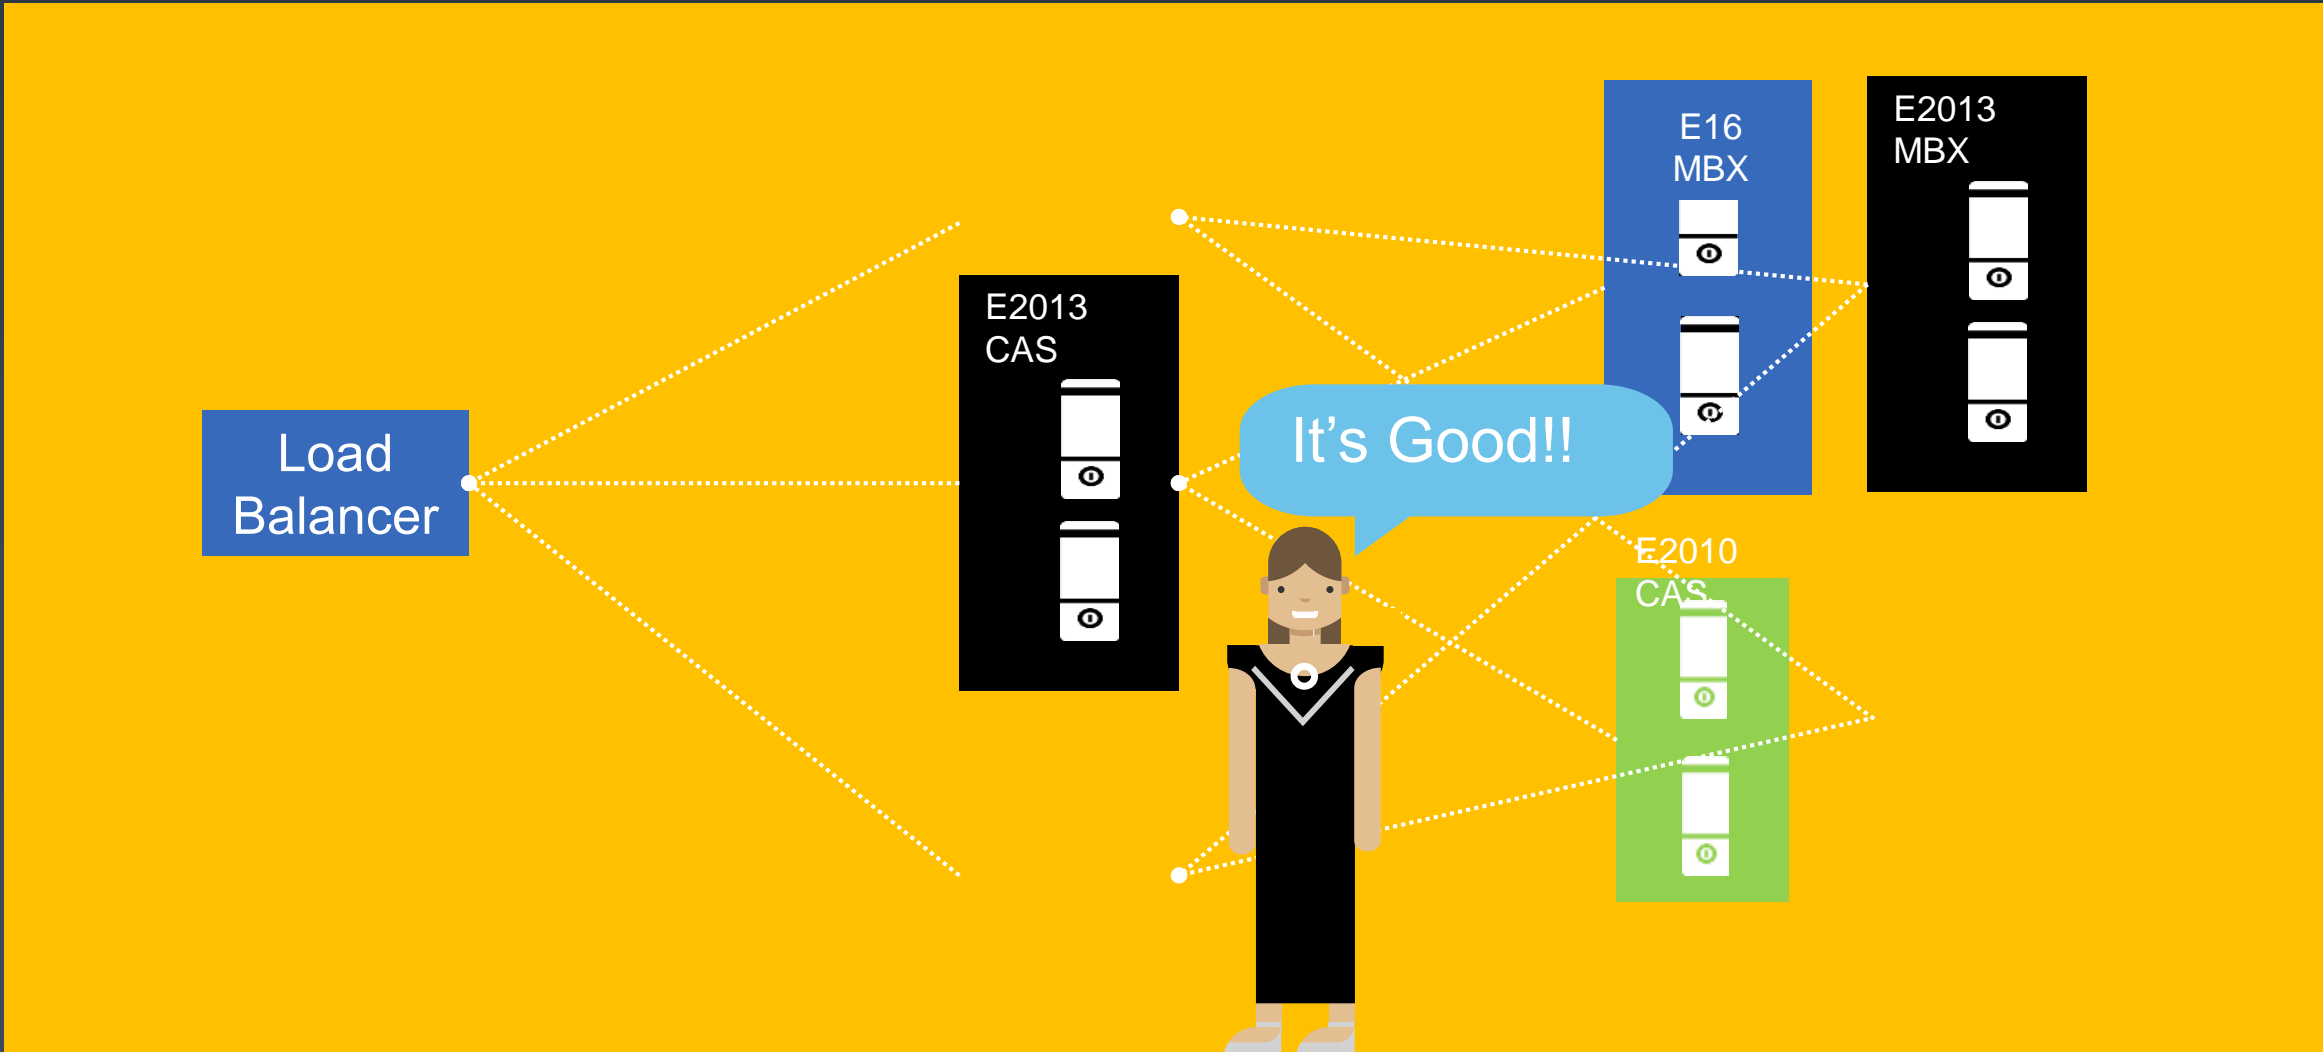 Load
Balancer
E2013
CAS
It’s Good!!
E16
MBX
E2013
MBX
E2010
CAS